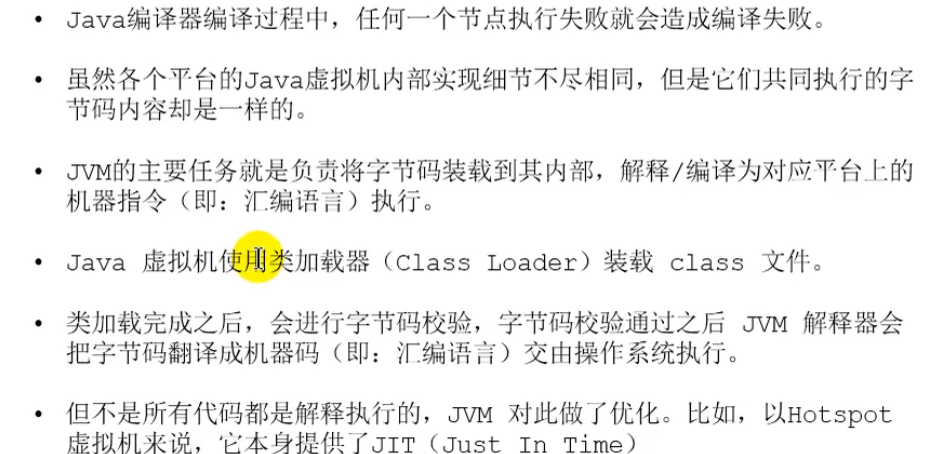 • Java编译器编译过程中，任何一个节点执行失败就会造成编译失败。
• 虽然各个平台的Java虚拟机内部实现细节不尽相同，但是它们共同执行的字
节码内容却是一样的。
• JVM的主要任务就是负责将字节码装载到其内部，解释/编译为对应平台上的
机器指令（即：汇编语言）执行。
• Java 虚拟机使用类加载器（Class Loader）装载 class 文件。
• 类加载完成之后，会进行字节码校验，字节码校验通过之后 JVM 解释器会
把字节码翻译成机器码（即：汇编语言）交由操作系统执行。
• 但不是所有代码都是解释执行的，JVM 对此做了优化。比如，以Hotspot
虚拟机来说，它本身提供了JIT（Just In Time）